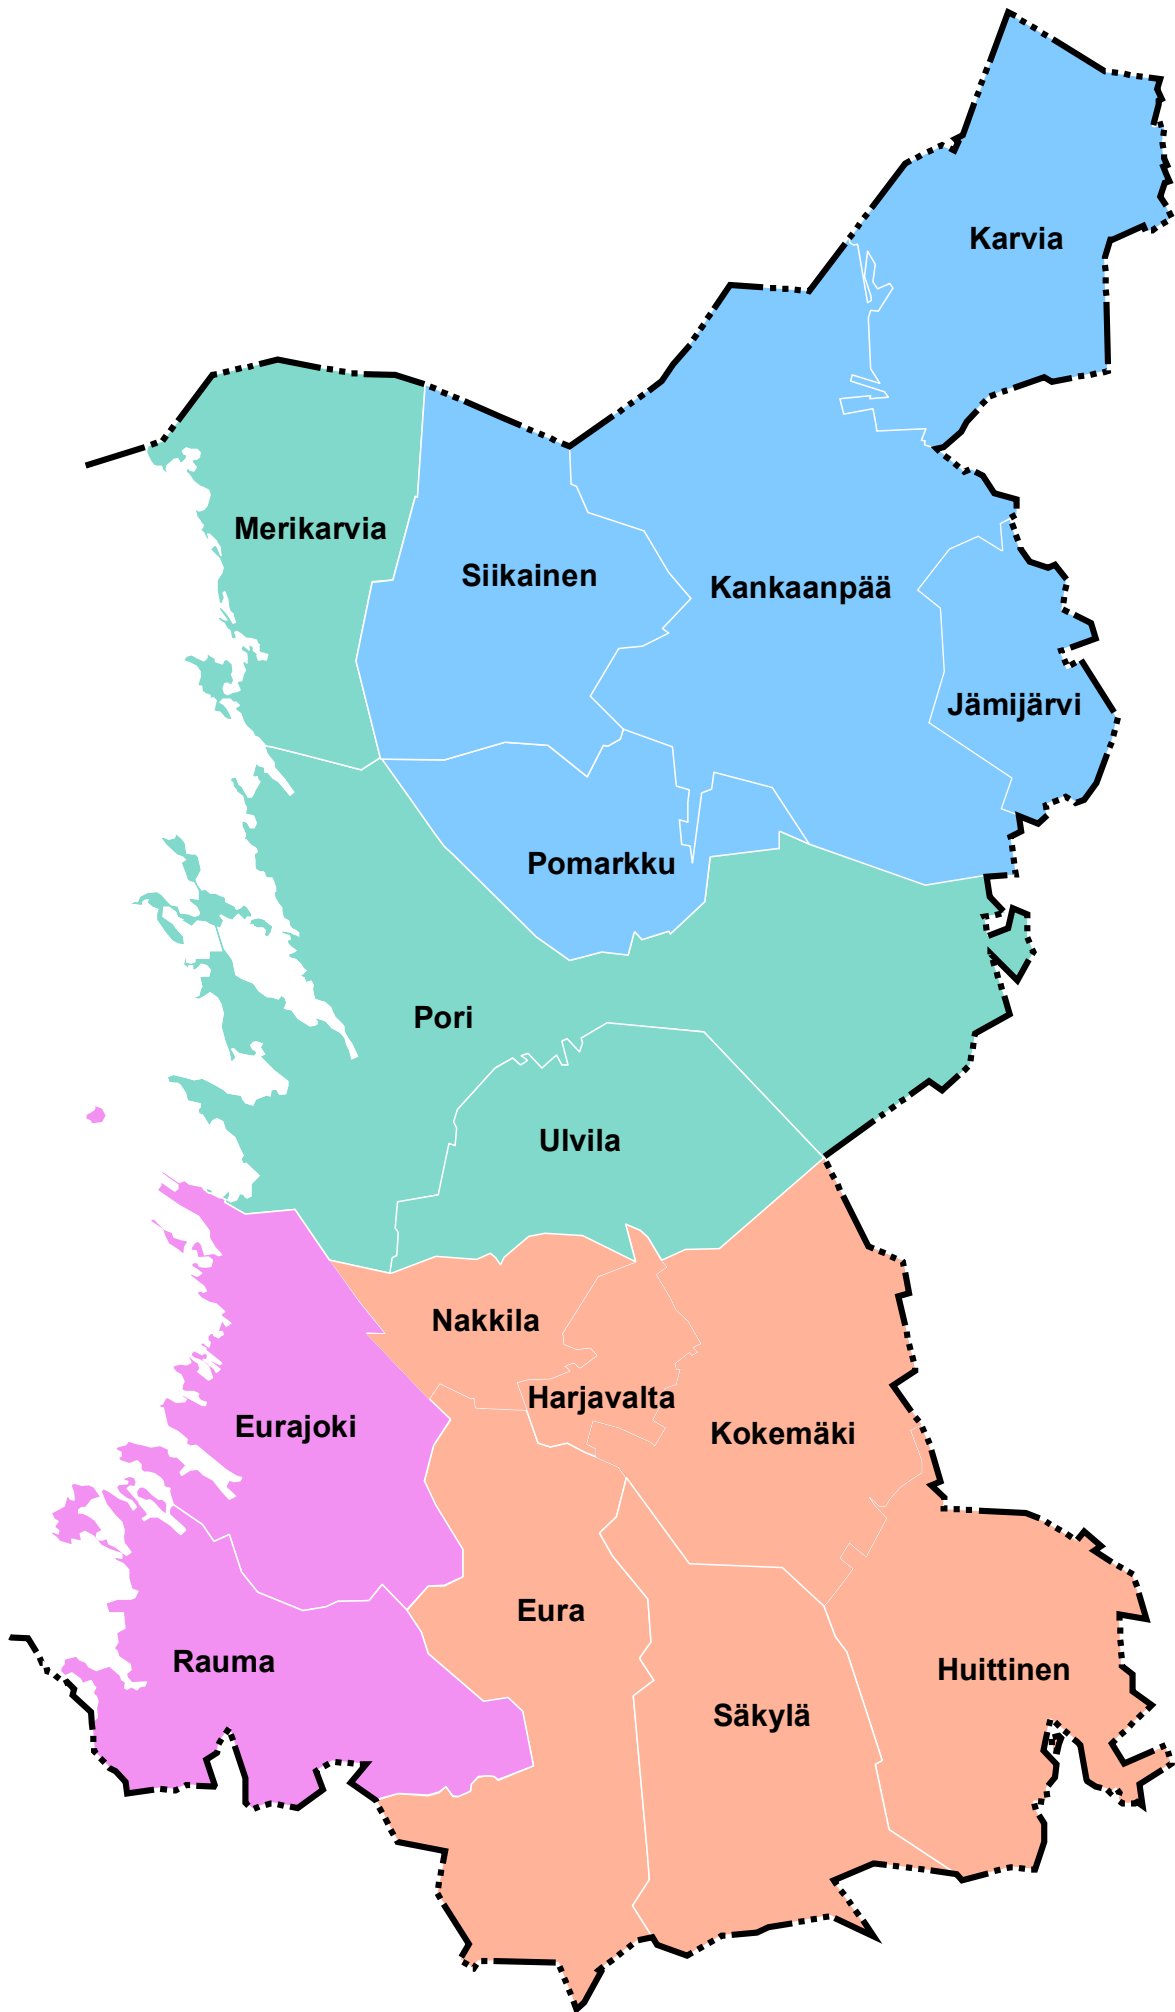 Karvia
Merikarvia
Siikainen
Kankaanpää
Jämijärvi
Pomarkku
Pori
Ulvila
Nakkila
Harjavalta
Eurajoki
Kokemäki
Eura
Rauma
Huittinen
Säkylä